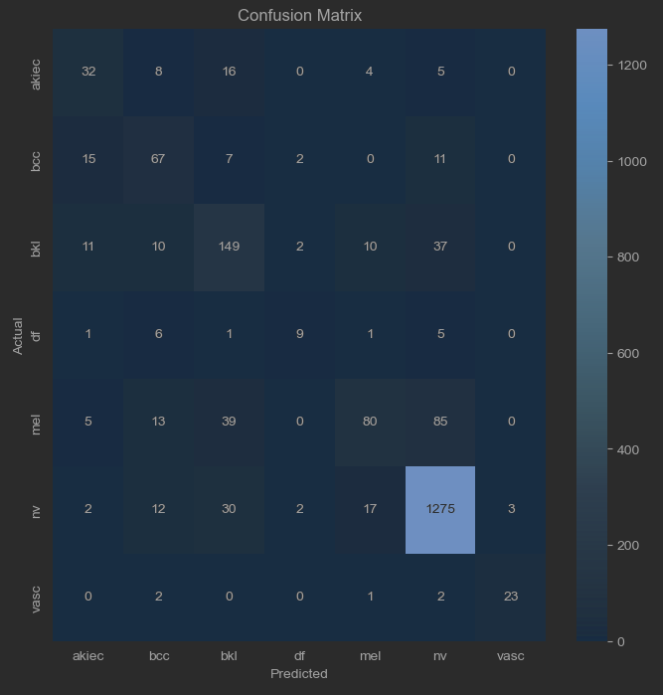 Confusion Matrix
akiec 32 8 16 0 4 5 0
bcc 15 67 7 2 0 11 0
bkl 11 10 149 2 10 37 0
df 1 6 1 9 1 5 0
mel 5 13 39 0 80 85 0
nv 2 12 30 2 17 1275 3
vasc 0 2 0 0 1 2 23
akiec bcc bkl df mel nv vasc
Predicted
Actual
1200
1000
800
600
400
200
0